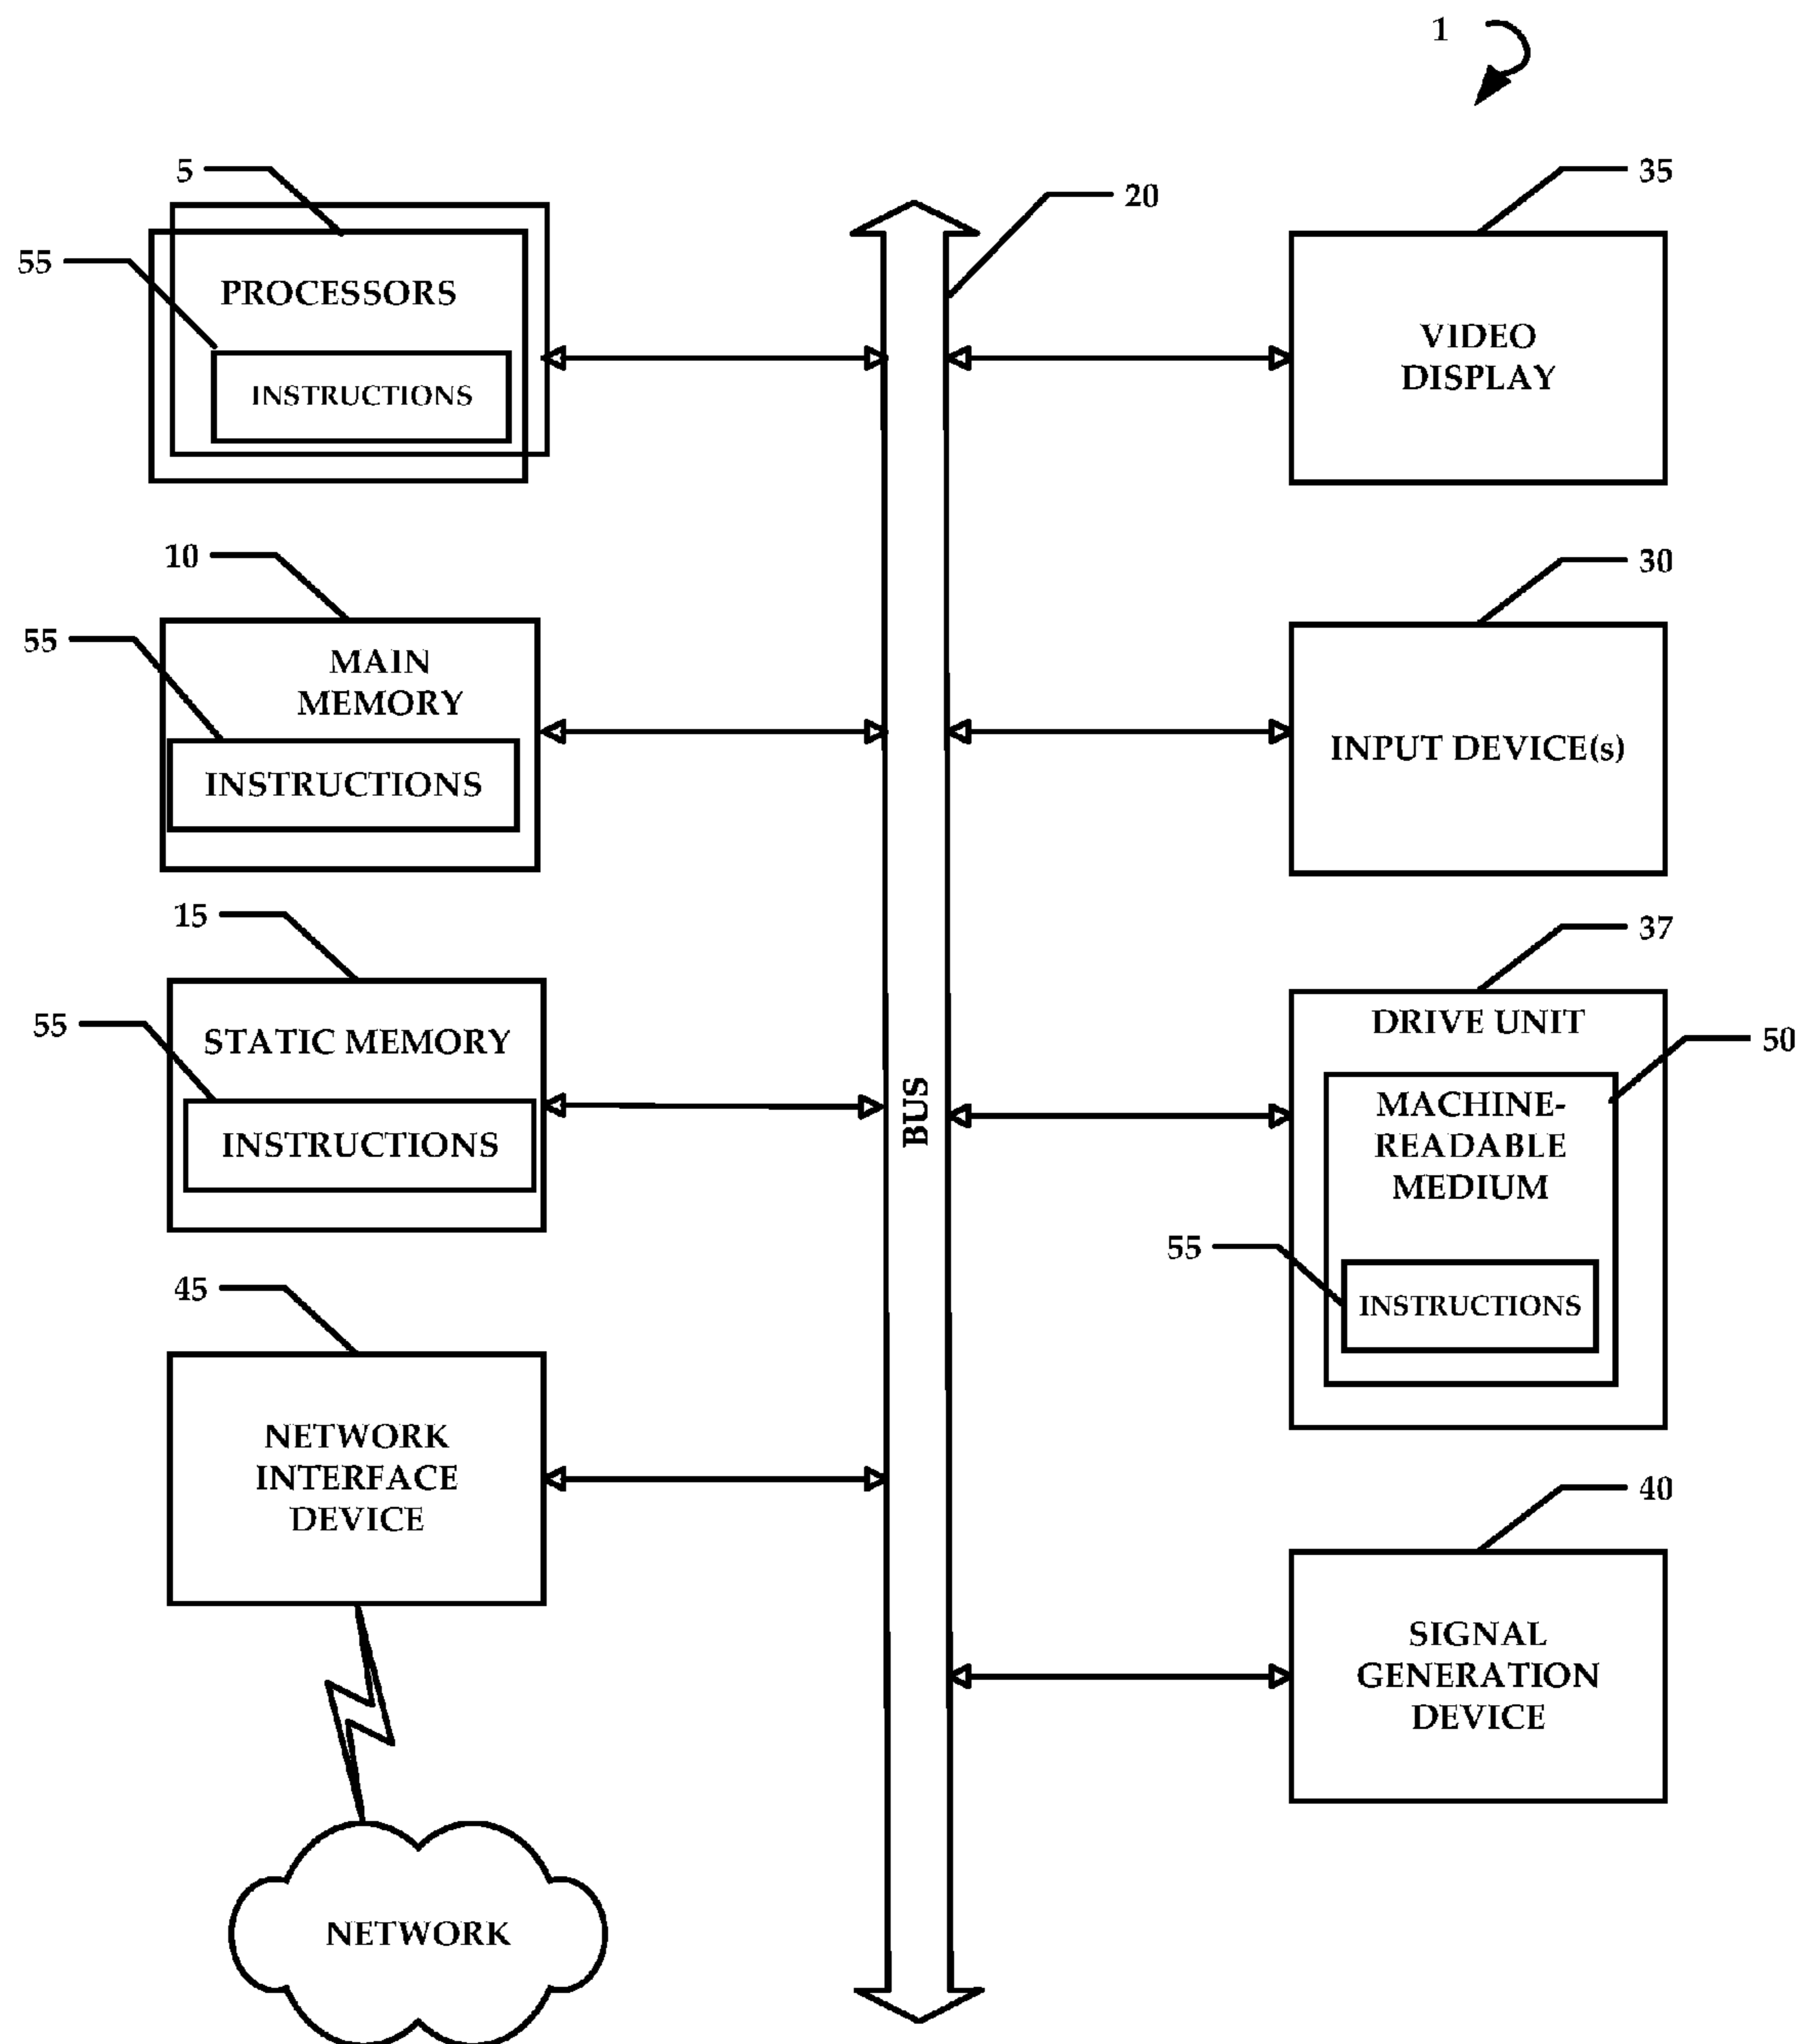 1
5
55
PROCESSORS
INSTRUCTIONS
10
55
MAIN
MEMORY
INSTRUCTIONS
15
55
STATIC MEMORY
INSTRUCTIONS
45
NETWORK
INTERFACE
DEVICE
NETWORK
20
BUS
35
VIDEO
DISPLAY
30
INPUT DEVICE(s)
37
DRIVE UNIT
50
MACHINE-
READABLE
MEDIUM
55
INSTRUCTIONS
40
SIGNAL
GENERATION
DEVICE